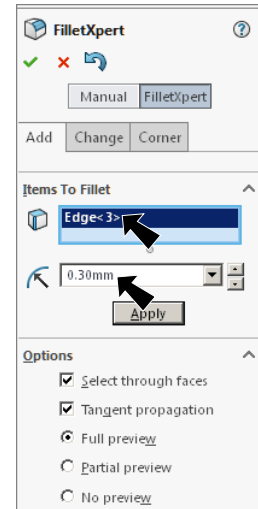 FilletXpert
Manual FilletXpert
Add Change Corner
Items To Fillet
Edge<3>
0.30mm
Apply
Options
Select through faces
Tangent propagation
Full preview
Partial preview
No preview